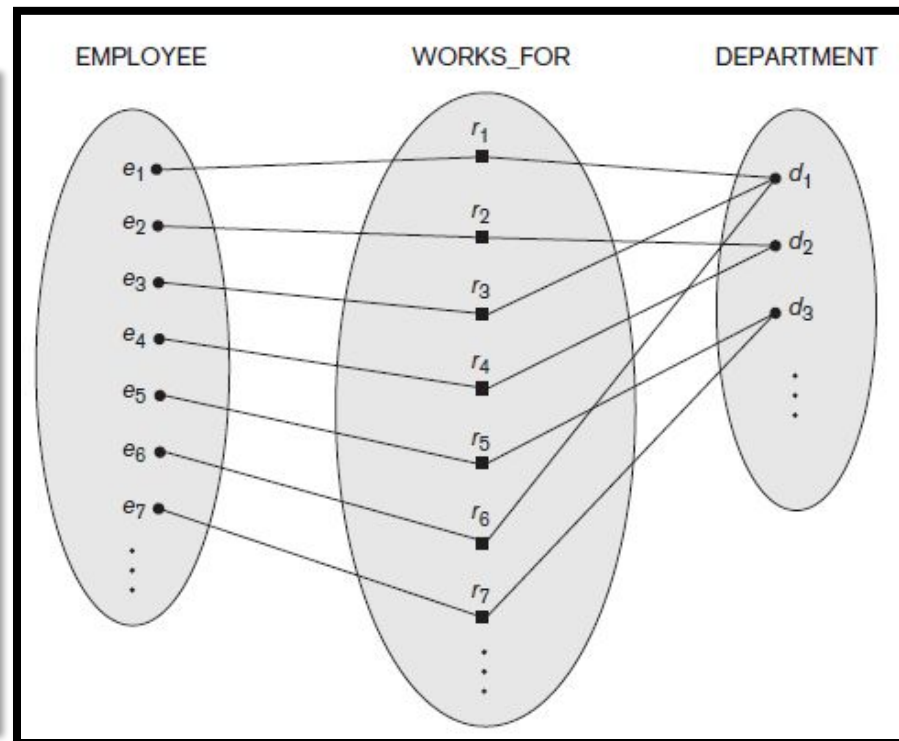 EMPLOYEE WORKS_FOR DEPARTMENT
e1
e2
e3
e4
e5
e6
e7
r1
r2
r3
r4
r5
r6
r7
d1
d2
d3